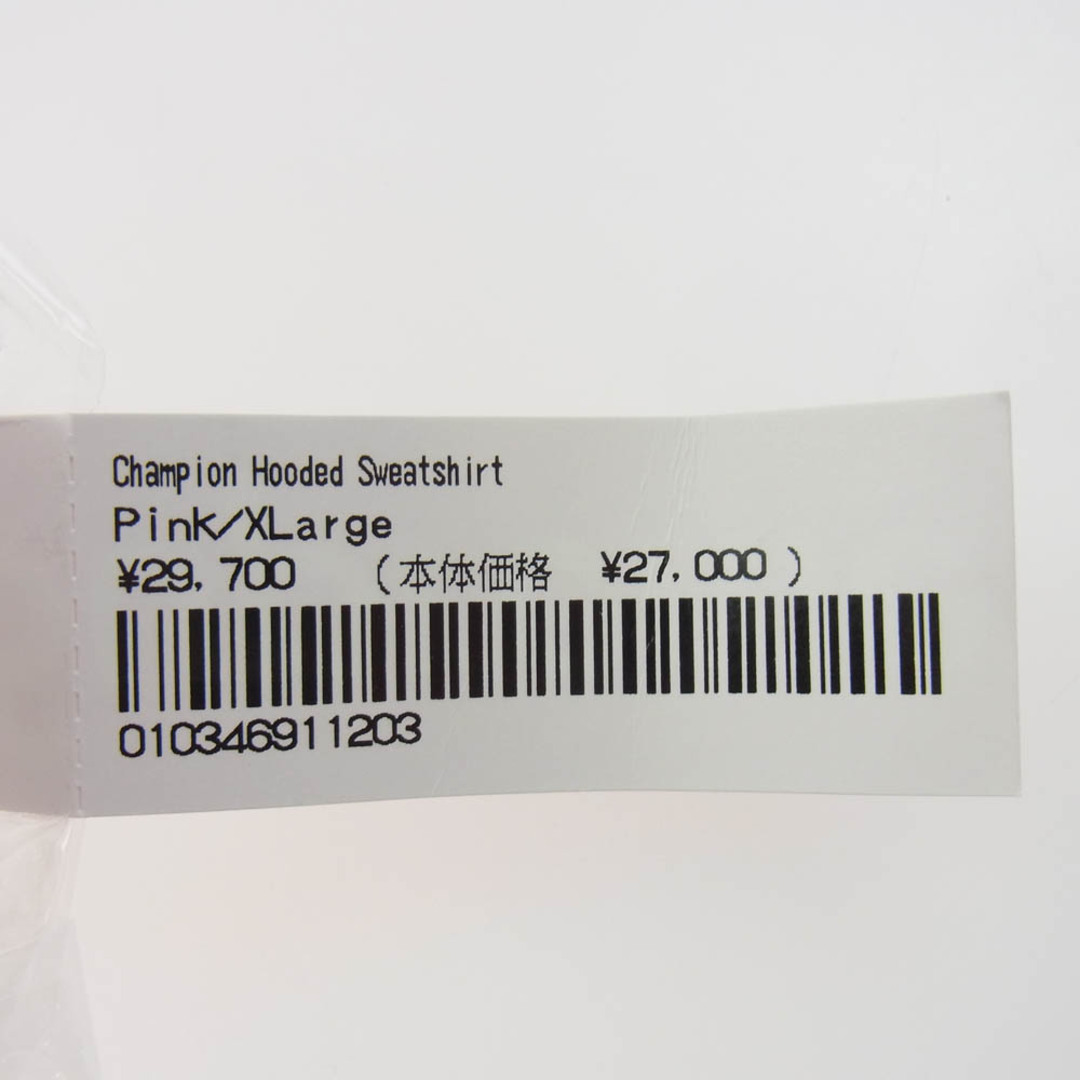 Champion Hooded Sweatshirt
Pink/XLarge
¥29,700 (本体価格 ¥27,000)
010346911203